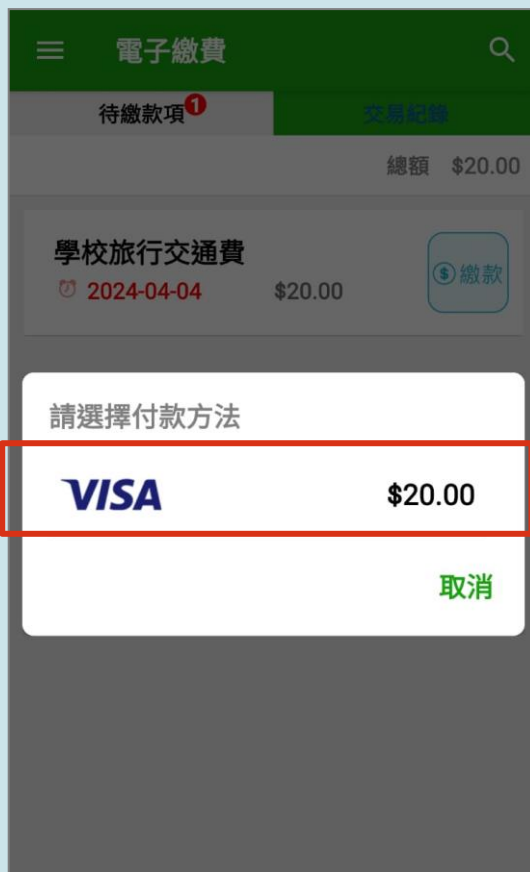 電子繳費
待繳款項 1 交易紀錄
總額 $20.00
學校旅行交通費
2024-04-04 $20.00
$ 繳款
請選擇付款方法
VISA $20.00
取消